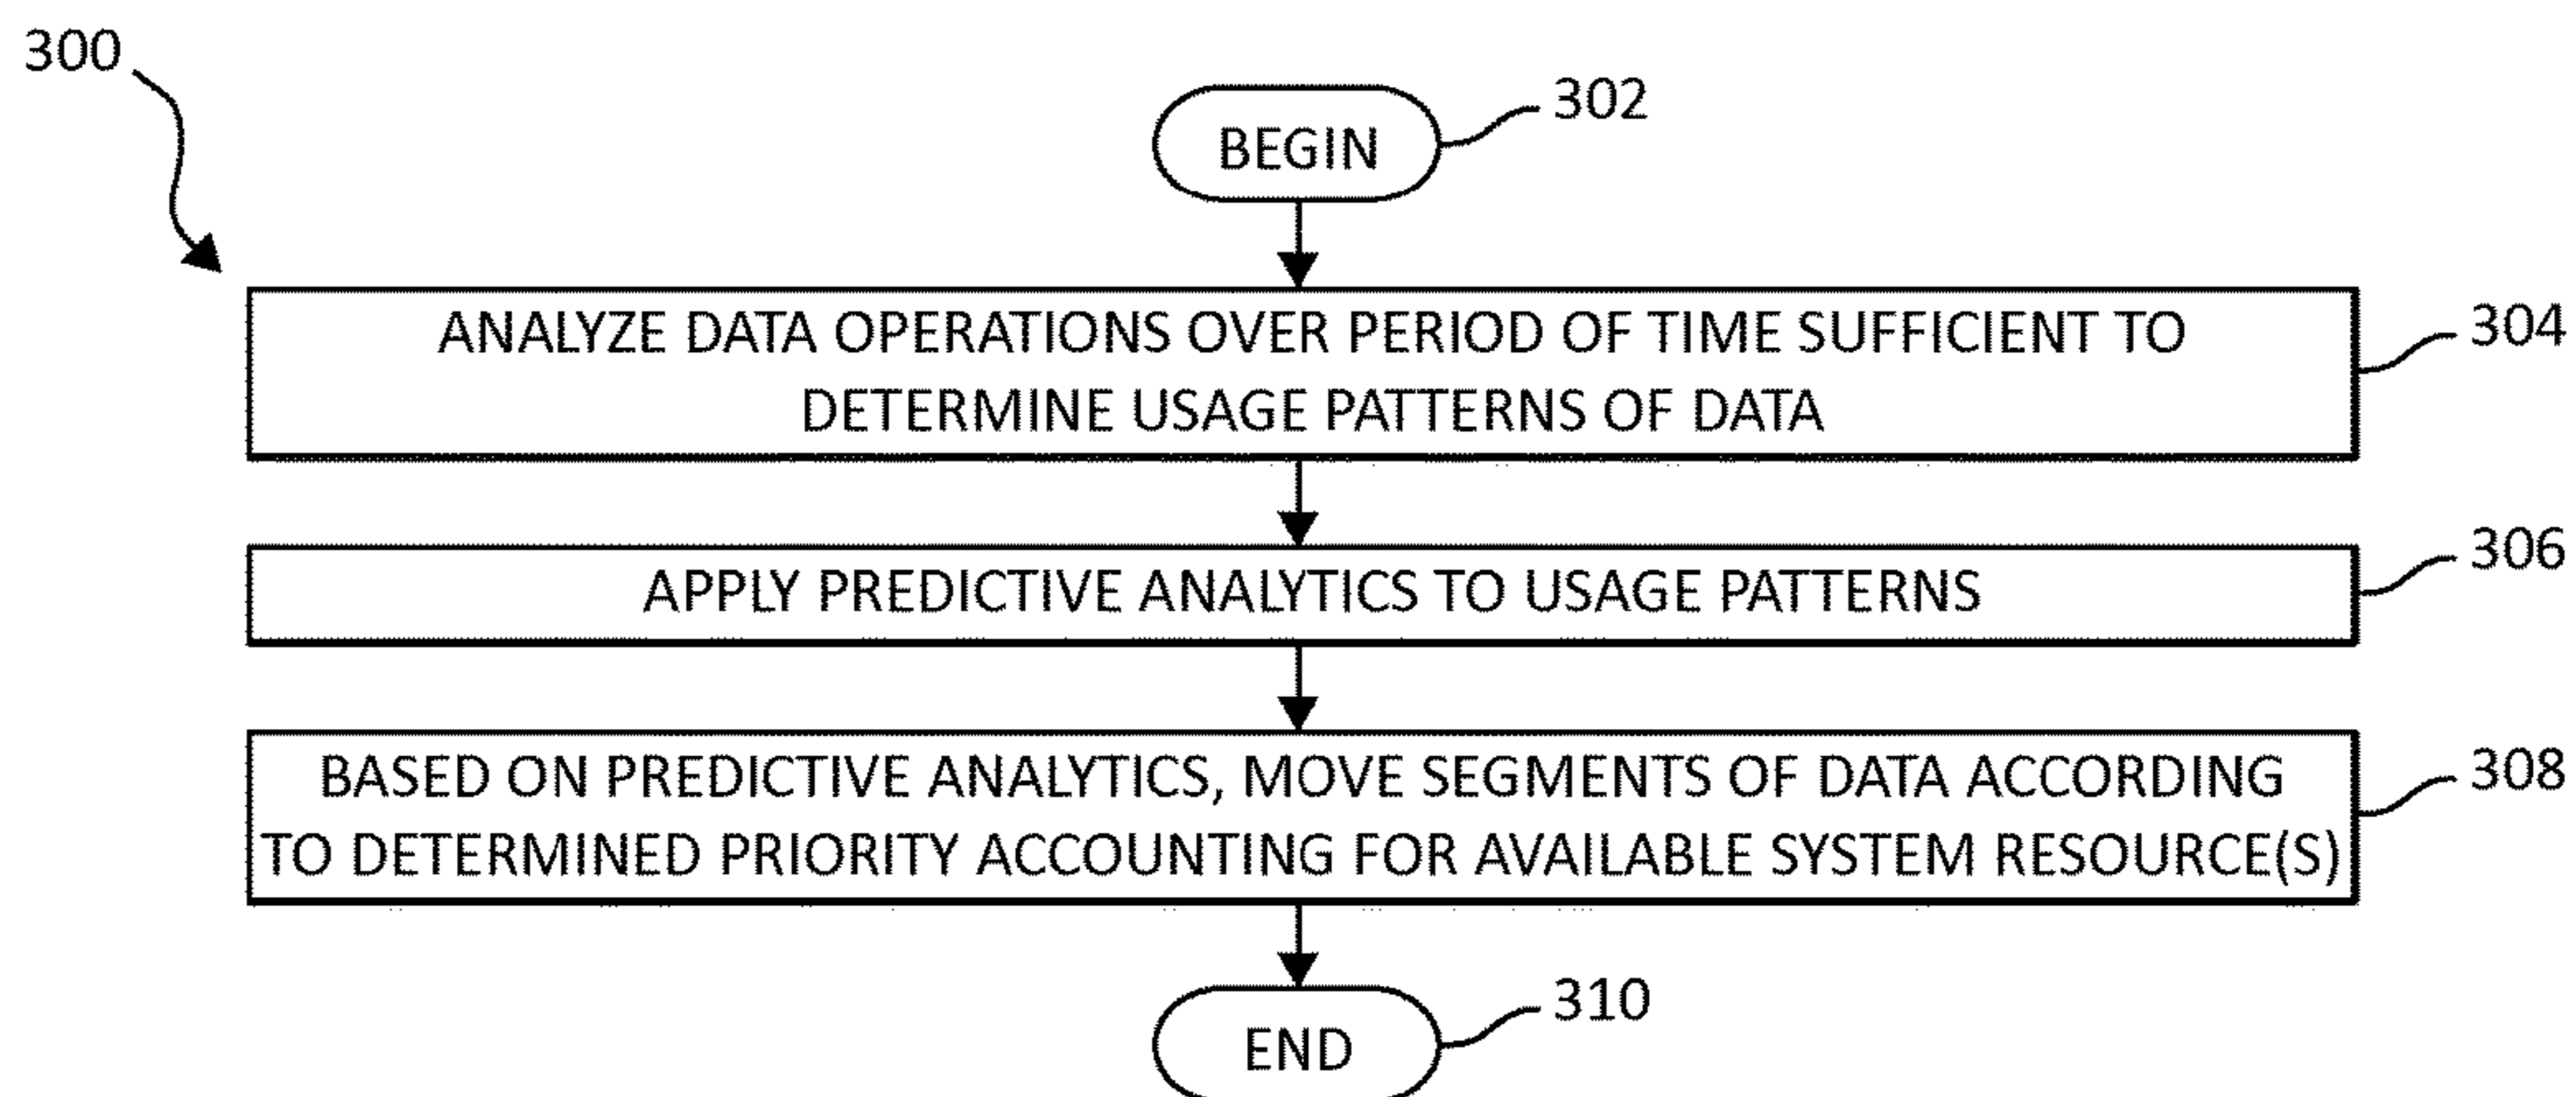 300
BEGIN
302
ANALYZE DATA OPERATIONS OVER PERIOD OF TIME SUFFICIENT TO
DETERMINE USAGE PATTERNS OF DATA
304
APPLY PREDICTIVE ANALYTICS TO USAGE PATTERNS
306
BASED ON PREDICTIVE ANALYTICS, MOVE SEGMENTS OF DATA ACCORDING
TO DETERMINED PRIORITY ACCOUNTING FOR AVAILABLE SYSTEM RESOURCE(S)
308
END
310